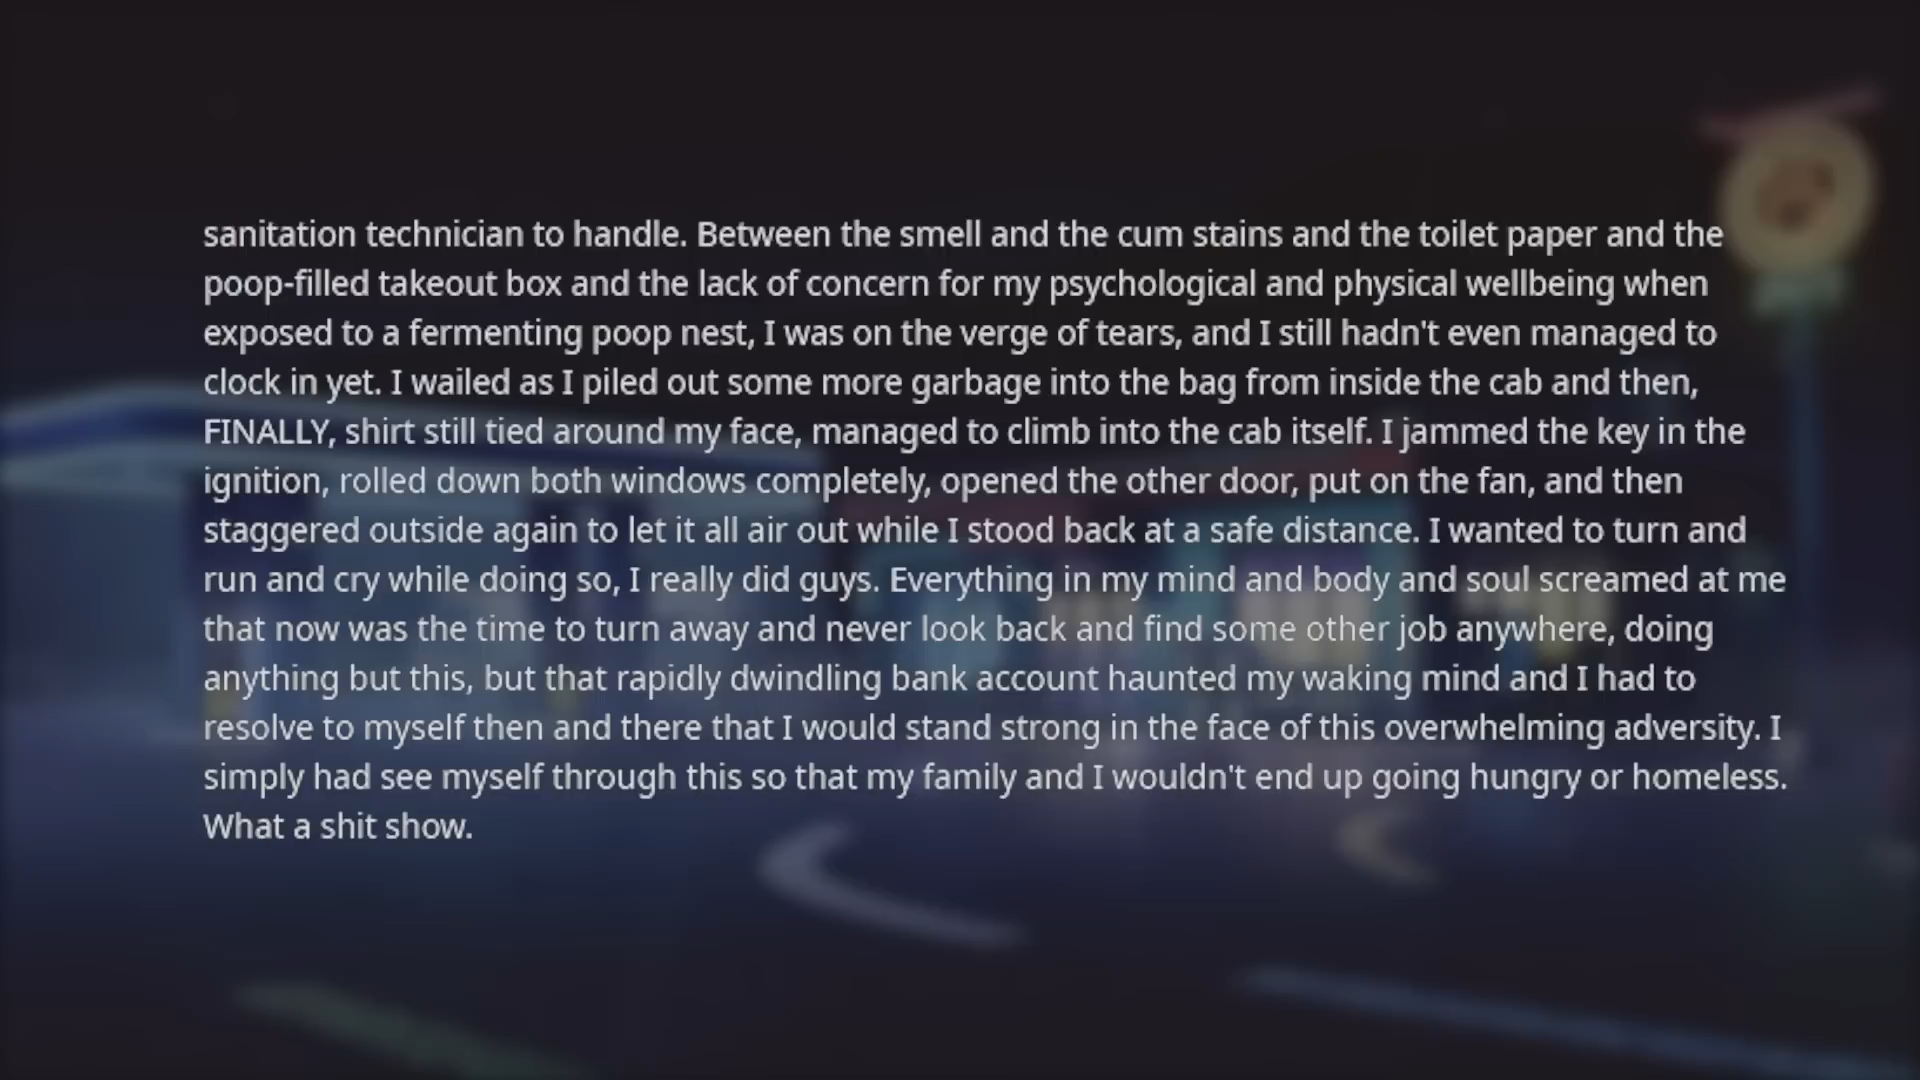 sanitation technician to handle. Between the smell and the cum stains and the toilet paper and the
poop-filled takeout box and the lack of concern for my psychological and physical wellbeing when
exposed to a fermenting poop nest, I was on the verge of tears, and I still hadn't even managed to
clock in yet. I wailed as I piled out some more garbage into the bag from inside the cab and then,
FINALLY, shirt still tied around my face, managed to climb into the cab itself. I jammed the key in the
ignition, rolled down both windows completely, opened the other door, put on the fan, and then
staggered outside again to let it all air out while I stood back at a safe distance. I wanted to turn and
run and cry while doing so, I really did guys. Everything in my mind and body and soul screamed at me
that now was the time to turn away and never look back and find some other job anywhere, doing
anything but this, but that rapidly dwindling bank account haunted my waking mind and I had to
resolve to myself then and there that I would stand strong in the face of this overwhelming adversity. I
simply had see myself through this so that my family and I wouldn't end up going hungry or homeless.
What a shit show.